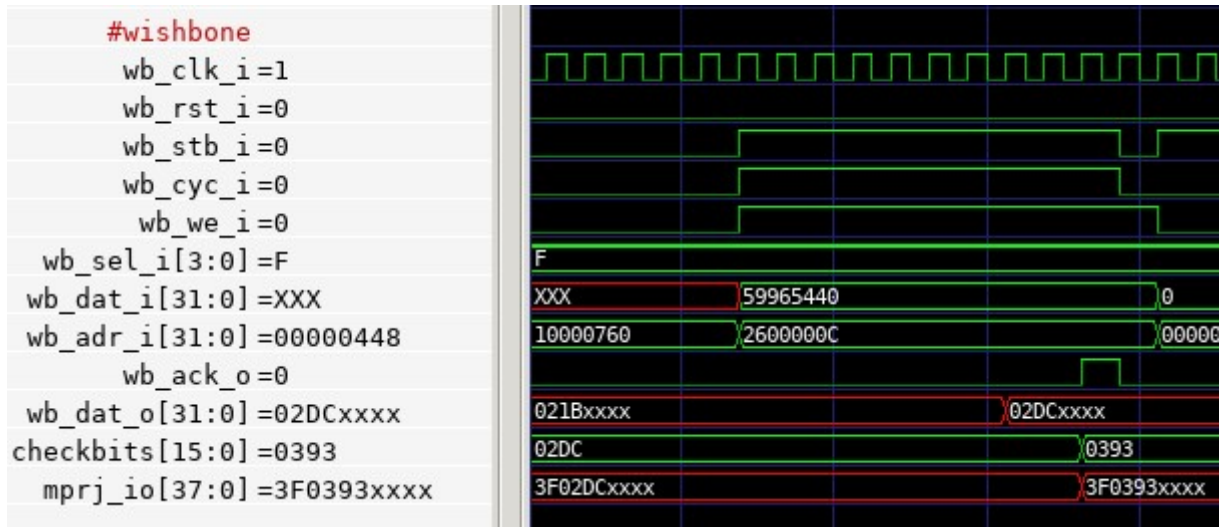 #wishbone
wb_clk_i=1
wb_rst_i=0
wb_stb_i=0
wb_cyc_i=0
wb_we_i=0
wb_sel_i[3:0]=F F
wb_dat_i[31:0]=XXX XXX 59965440 0
wb_adr_i[31:0]=00000448 10000760 2600000C 00000
wb_ack_o=0
wb_dat_o[31:0]=02DCxxxx 021Bxxxx 02DCxxxx
checkbits[15:0]=0393 02DC 0393
mprj_io[37:0]=3F0393xxxx 3F02DCxxxx 3F0393xxxx